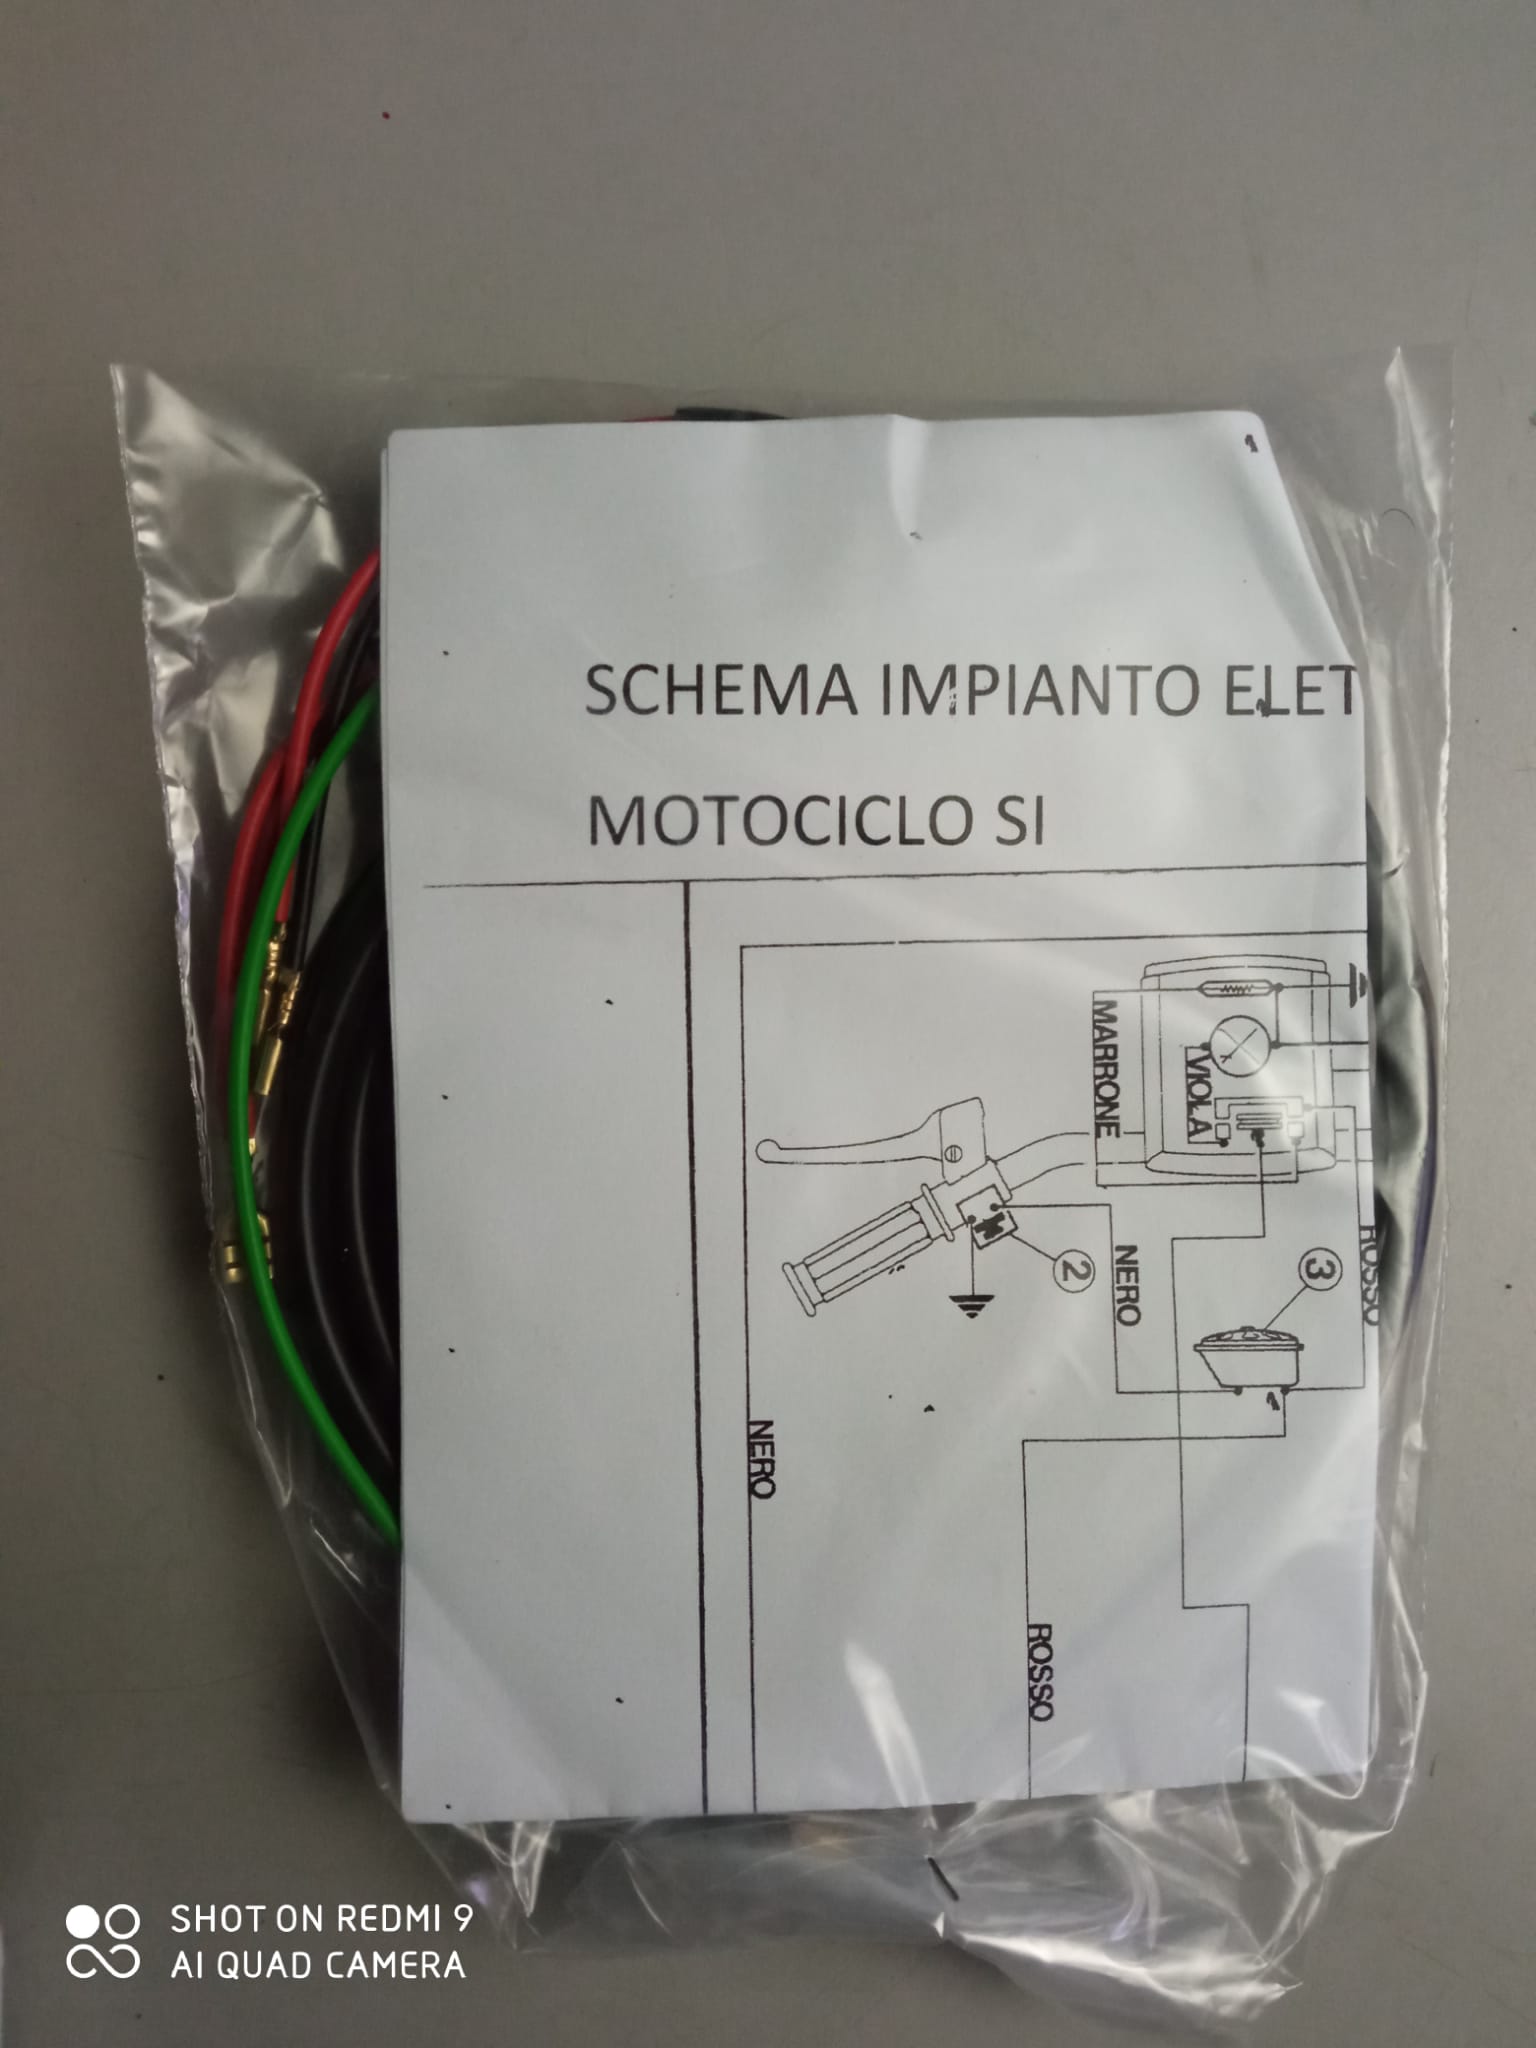 SCHEMA IMPIANTO ELET
MOTOCICLO SI
MARRONE
VIOLA
ROSSO
2
NERO
3
NERO
ROSSO
SHOT ON REDMI 9
AI QUAD CAMERA